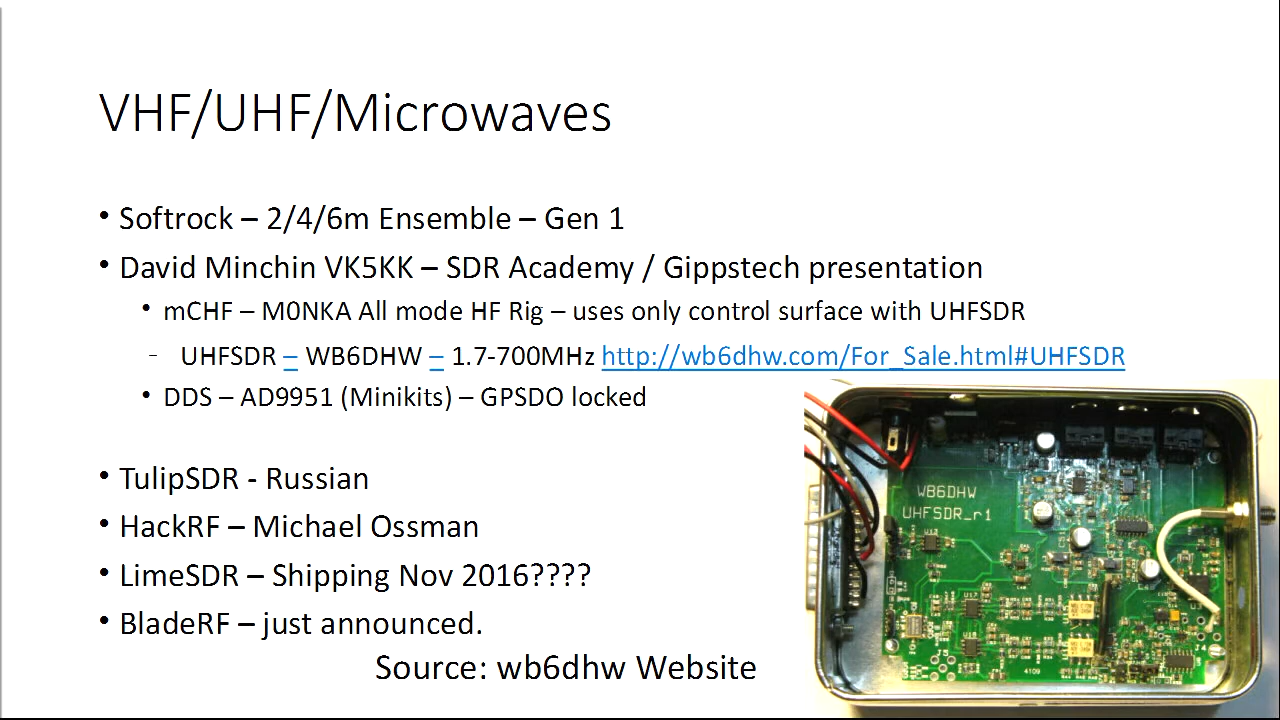 VHF/UHF/Microwaves
• Softrock – 2/4/6m Ensemble – Gen 1
• David Minchin VK5KK – SDR Academy / Gippstech presentation
• mCHF – M0NKA All mode HF Rig – uses only control surface with UHFSDR
– UHFSDR – WB6DHW – 1.7-700MHz http://wb6dhw.com/For_Sale.html#UHFSDR
• DDS – AD9951 (Minikits) – GPSDO locked
• TulipSDR - Russian
• HackRF – Michael Ossman
• LimeSDR – Shipping Nov 2016????
• BladeRF – just announced.
Source: wb6dhw Website
WB6DHW
UHFSDR_r1
U17
4109